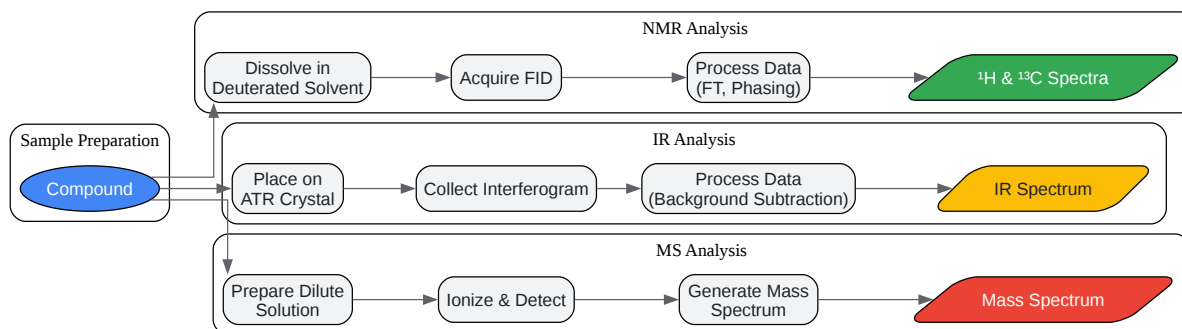 NMR Analysis
Dissolve in
Deuterated Solvent
Acquire FID
Process Data
(FT, Phasing)
¹H & ¹³C Spectra
Sample Preparation
Compound
IR Analysis
Place on
ATR Crystal
Collect Interferogram
Process Data
(Background Subtraction)
IR Spectrum
MS Analysis
Prepare Dilute
Solution
Ionize & Detect
Generate Mass
Spectrum
Mass Spectrum